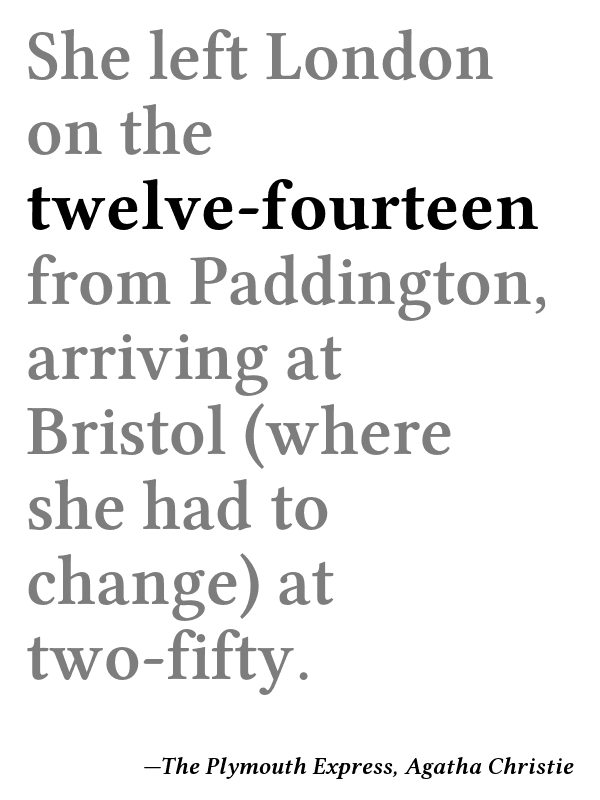 She left London
on the
twelve-fourteen
from Paddington,
arriving at
Bristol (where
she had to
change) at
two-fifty.
—The Plymouth Express, Agatha Christie